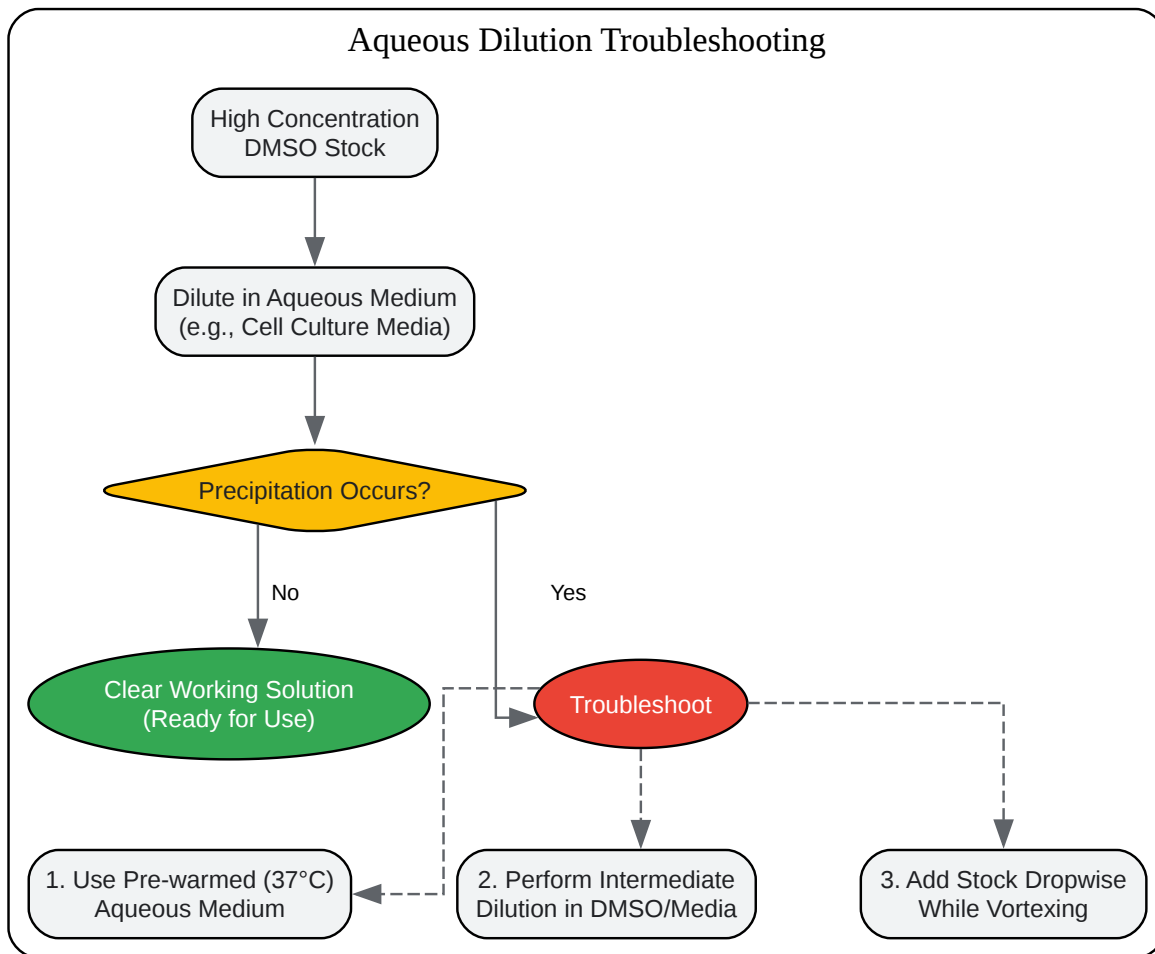 Aqueous Dilution Troubleshooting
High Concentration
DMSO Stock
Dilute in Aqueous Medium
(e.g., Cell Culture Media)
Precipitation Occurs?
No
Yes
Clear Working Solution
(Ready for Use)
Troubleshoot
1. Use Pre-warmed (37°C)
Aqueous Medium
2. Perform Intermediate
Dilution in DMSO/Media
3. Add Stock Dropwise
While Vortexing